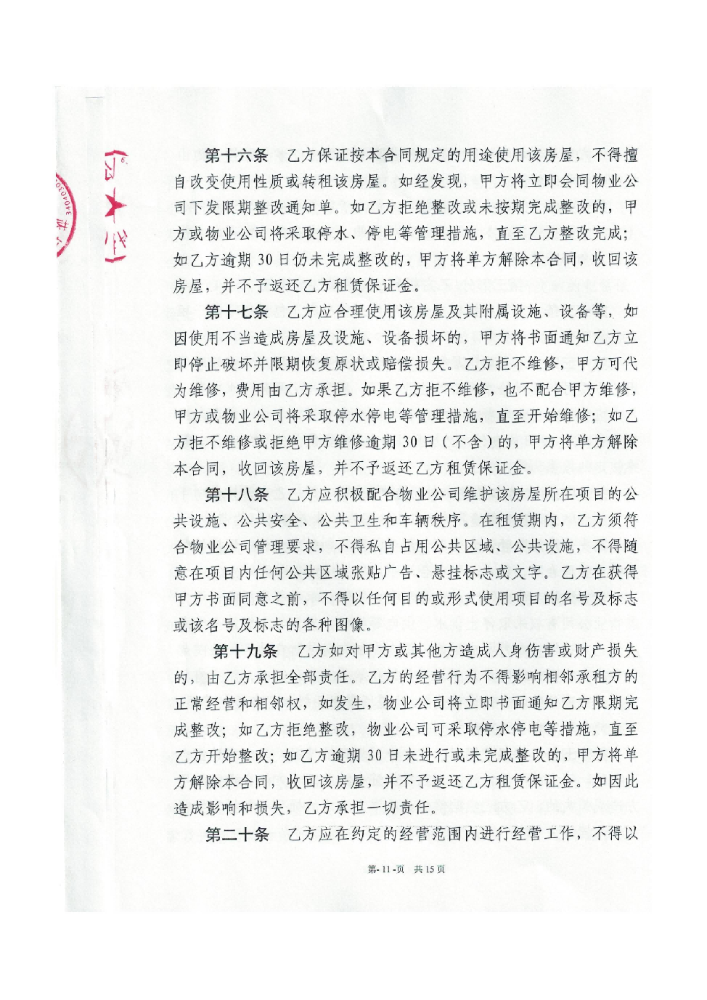 第十六条 乙方保证按本合同规定的用途使用该房屋，不得擅
自改变使用性质或转租该房屋。如经发现，甲方将立即会同物业公
司下发限期整改通知单。如乙方拒绝整改或未按期完成整改的，甲
方或物业公司将采取停水、停电等管理措施，直至乙方整改完成；
如乙方逾期 30 日仍未完成整改的，甲方将单方解除本合同，收回该
房屋，并不予返还乙方租赁保证金。
第十七条 乙方应合理使用该房屋及其附属设施、设备等，如
因使用不当造成房屋及设施、设备损坏的，甲方将书面通知乙方立
即停止破坏并限期恢复原状或赔偿损失。乙方拒不维修，甲方可代
为维修，费用由乙方承担。如果乙方拒不维修，也不配合甲方维修，
甲方或物业公司将采取停水停电等管理措施，直至开始维修；如乙
方拒不维修或拒绝甲方维修逾期 30 日（不含）的，甲方将单方解除
本合同，收回该房屋，并不予返还乙方租赁保证金。
第十八条 乙方应积极配合物业公司维护该房屋所在项目的公
共设施、公共安全、公共卫生和车辆秩序。在租赁期内，乙方须符
合物业公司管理要求，不得私自占用公共区域、公共设施，不得随
意在项目内任何公共区域张贴广告、悬挂标志或文字。乙方在获得
甲方书面同意之前，不得以任何目的或形式使用项目的名号及标志
或该名号及标志的各种图像。
第十九条 乙方如对甲方或其他方造成人身伤害或财产损失
的，由乙方承担全部责任。乙方的经营行为不得影响相邻承租方的
正常经营和相邻权，如发生，物业公司将立即书面通知乙方限期完
成整改；如乙方拒绝整改，物业公司可采取停水停电等措施，直至
乙方开始整改；如乙方逾期 30 日未进行或未完成整改的，甲方将单
方解除本合同，收回该房屋，并不予返还乙方租赁保证金。如因此
造成影响和损失，乙方承担一切责任。
第二十条 乙方应在约定的经营范围内进行经营工作，不得以
第- 11 -页 共 15 页